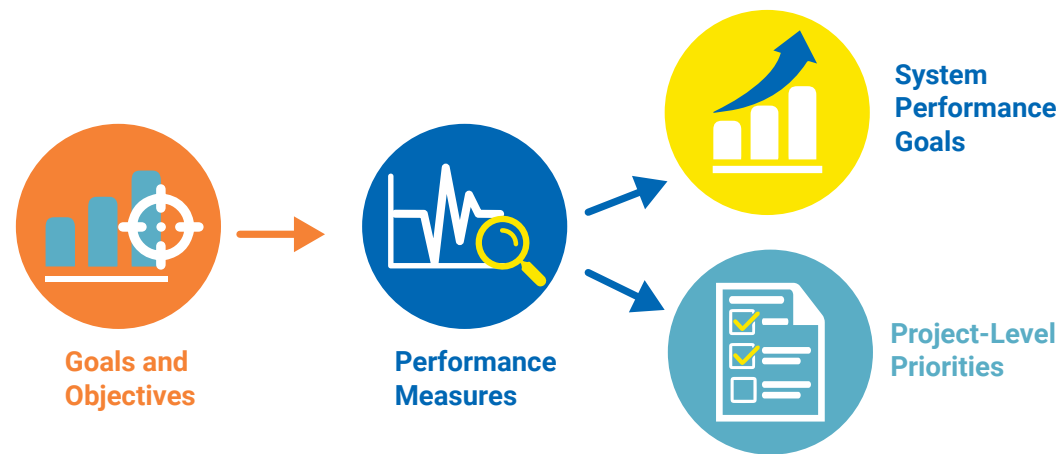 Goals and
Objectives
Performance
Measures
System
Performance
Goals
Project-Level
Priorities